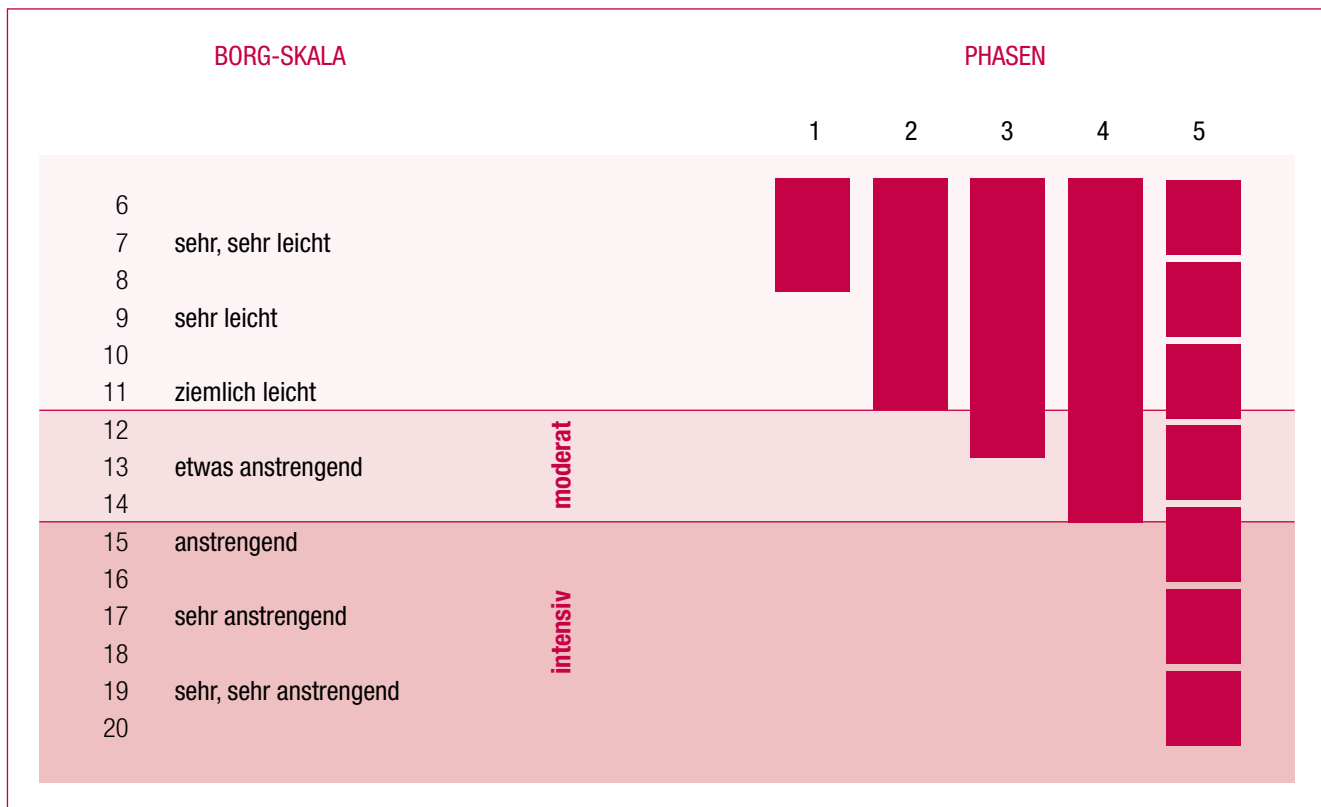 BORG-SKALA PHASEN
1 2 3 4 5
6
7 sehr, sehr leicht
8
9 sehr leicht
10
11 ziemlich leicht
12
13 etwas anstrengend
14
moderat
15 anstrengend
16
17 sehr anstrengend
18
19 sehr, sehr anstrengend
20
intensiv